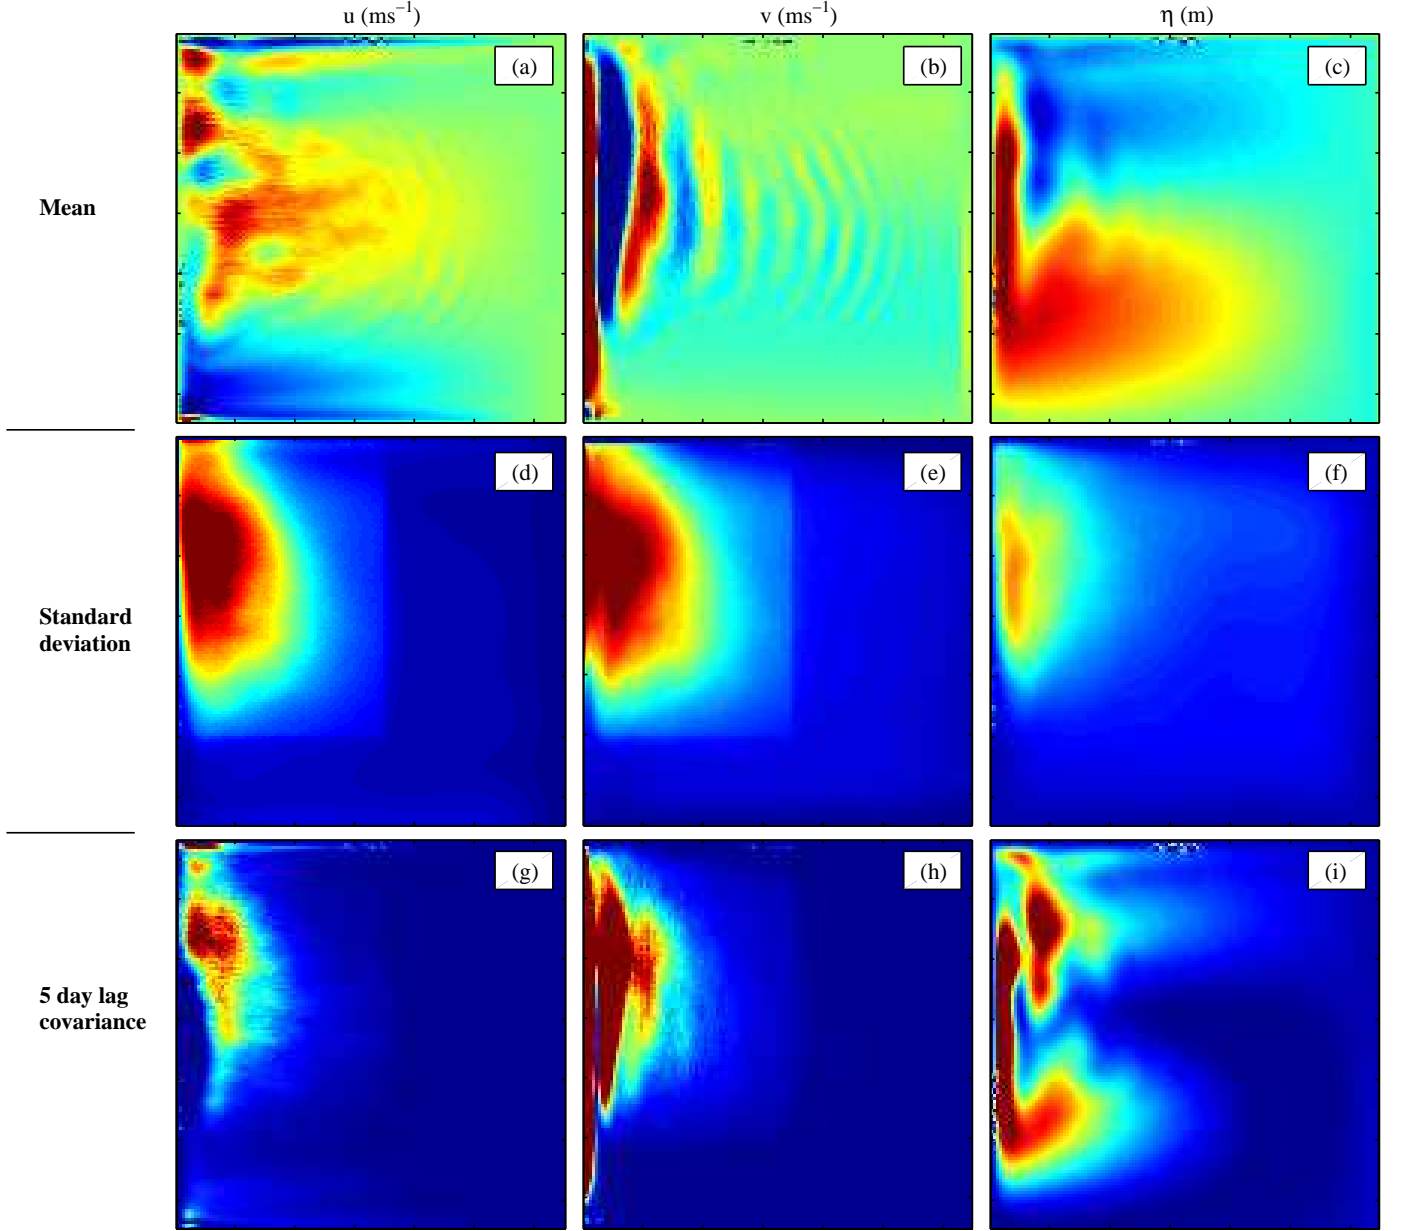 u (ms⁻¹)
v (ms⁻¹)
η (m)
(a)
(b)
(c)
Mean
(d)
(e)
(f)
Standard
deviation
(g)
(h)
(i)
5 day lag
covariance